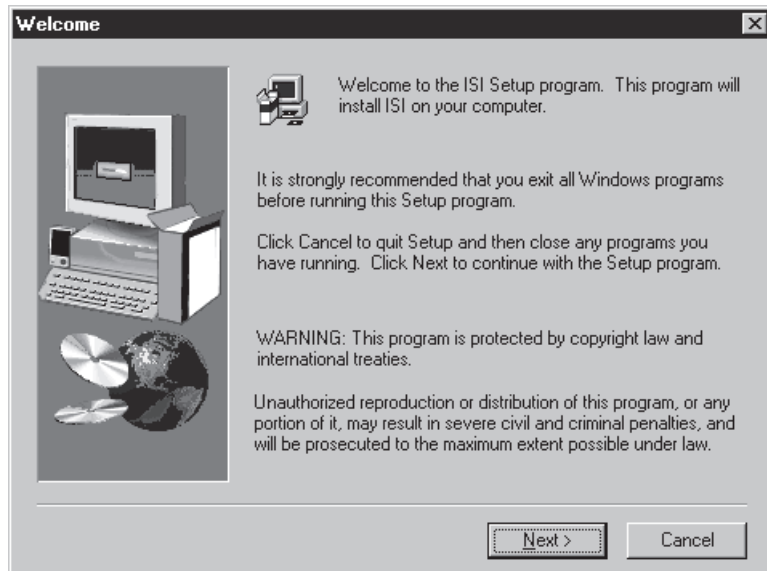 Welcome
Welcome to the ISI Setup program. This program will
install ISI on your computer.
It is strongly recommended that you exit all Windows programs
before running this Setup program.
Click Cancel to quit Setup and then close any programs you
have running. Click Next to continue with the Setup program.
WARNING: This program is protected by copyright law and
international treaties.
Unauthorized reproduction or distribution of this program, or any
portion of it, may result in severe civil and criminal penalties, and
will be prosecuted to the maximum extent possible under law.
Next >
Cancel